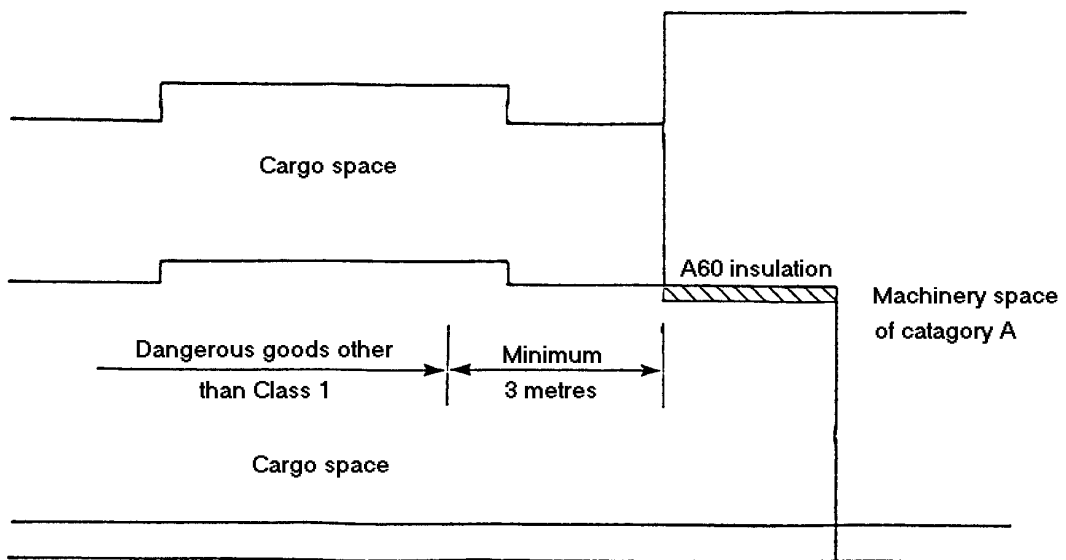 Cargo space
A60 insulation
Machinery space
of catagory A
Dangerous goods other
than Class 1
Minimum
3 metres
Cargo space